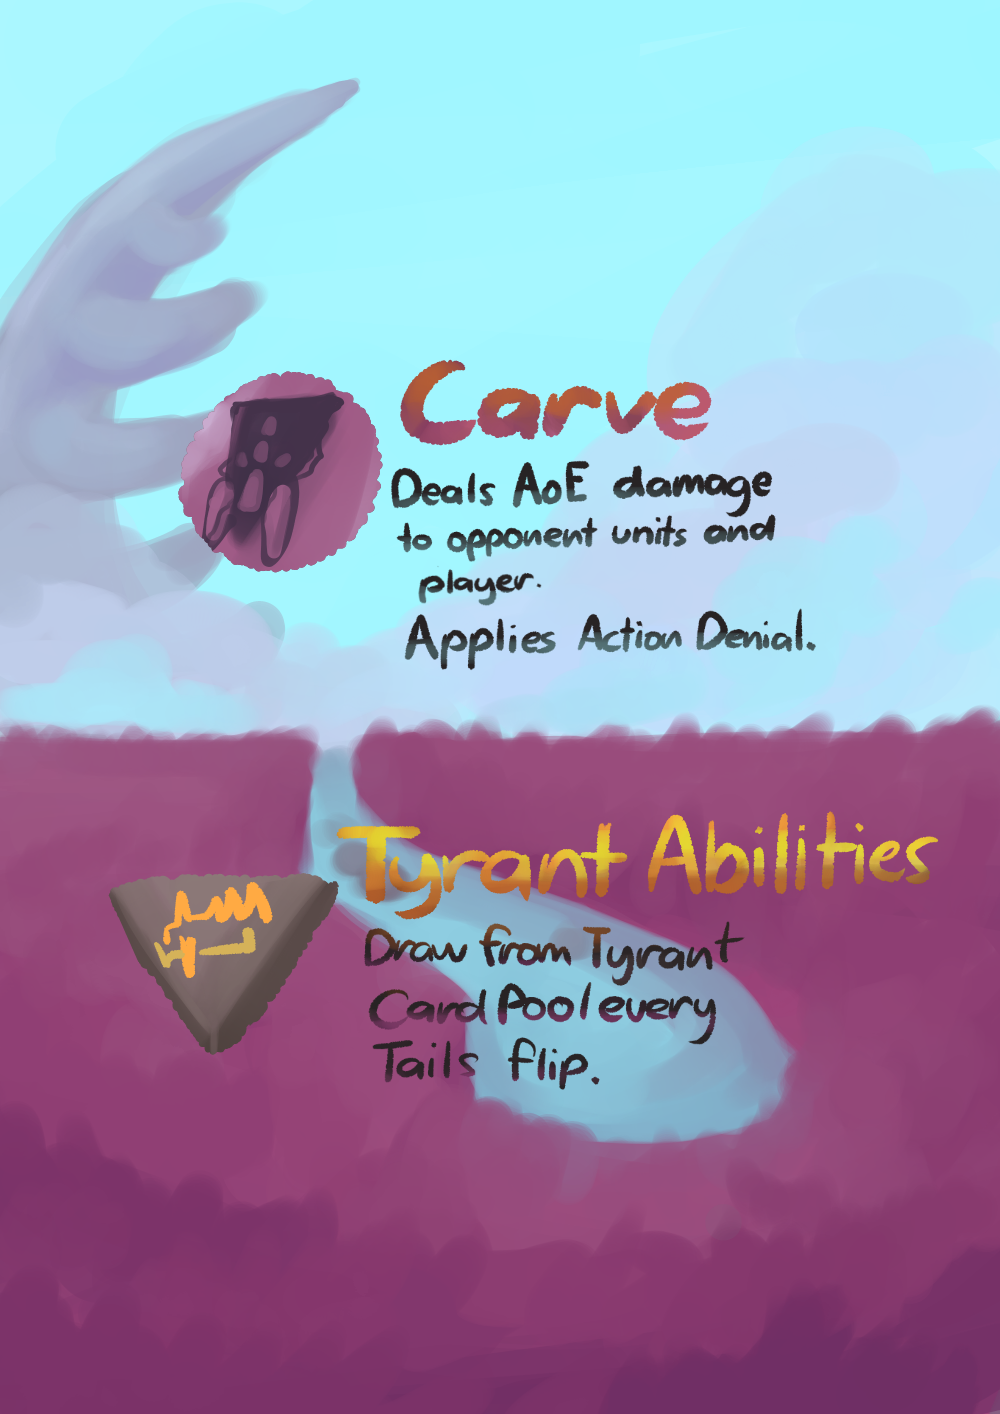 Carve
Deals AoE damage
to opponent units and
player.
Applies Action Denial.
Tyrant Abilities
Draw from Tyrant
Card Pool every
Tails flip.